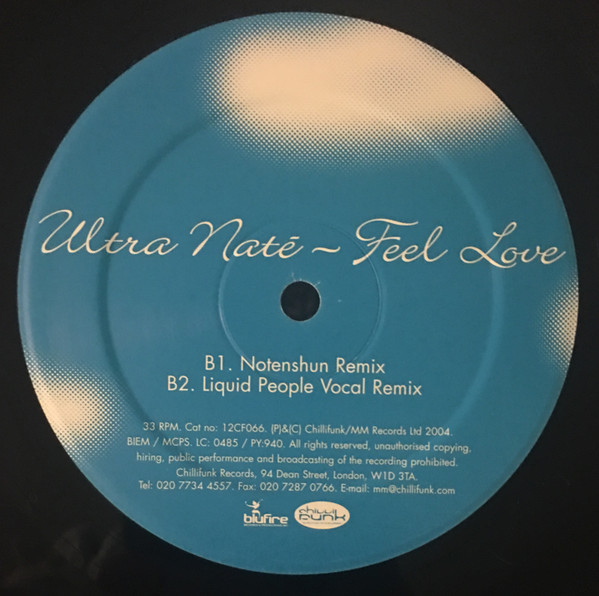 Ultra Naté ~ Feel Love
B1. Notenshun Remix
B2. Liquid People Vocal Remix
33 RPM. Cat no: 12CF066. (P)&(C) Chillifunk/MM Records Ltd 2004.
BIEM / MCPS. LC: 0485 / PY:940. All rights reserved, unauthorised copying,
hiring, public performance and broadcasting of the recording prohibited.
Chillifunk Records, 94 Dean Street, London, W1D 3TA.
Tel: 020 7734 4557. Fax: 020 7287 0766. E-mail: mm@chillifunk.com
blufire
chilli funk